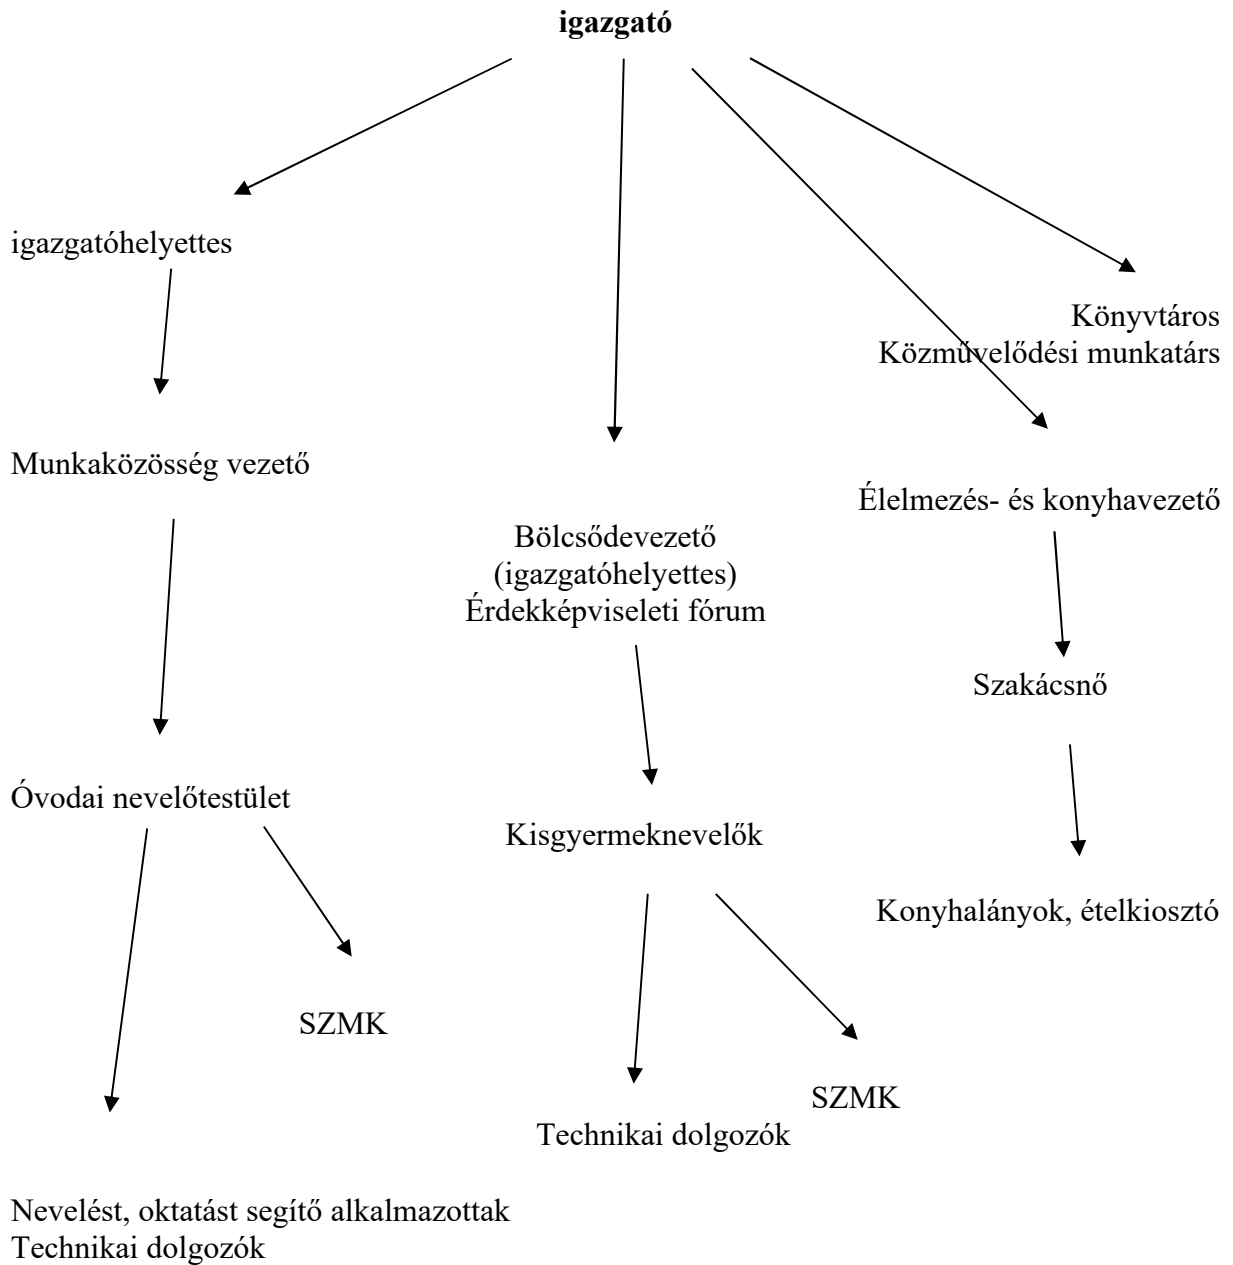 igazgató
igazgatóhelyettes
Könyvtáros
Közművelődési munkatárs
Munkaközösség vezető
Élelmezés- és konyhavezető
Bölcsődevezető
(igazgatóhelyettes)
Érdekképviseleti fórum
Szakácsnő
Óvodai nevelőtestület
Kisgyermeknevelők
Konyhalányok, ételkiosztó
SZMK
SZMK
Technikai dolgozók
Nevelést, oktatást segítő alkalmazottak
Technikai dolgozók